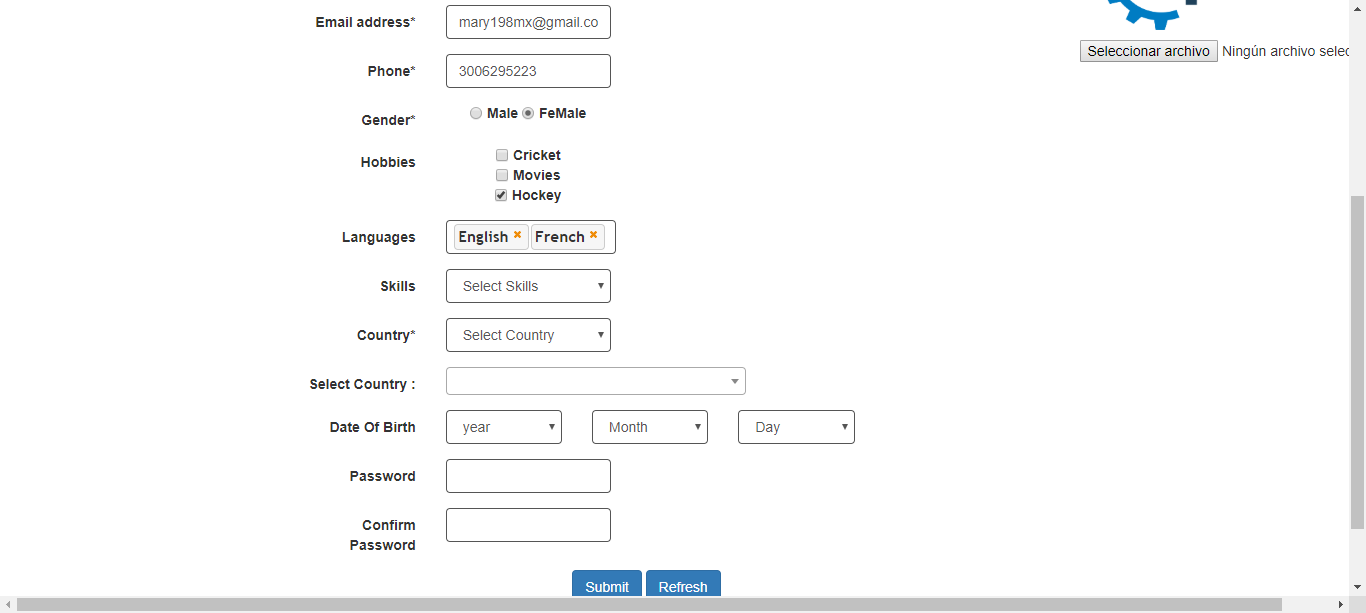 Email address* mary198mx@gmail.co
Seleccionar archivo Ningún archivo selec
Phone* 3006295223
Gender* Male FeMale
Hobbies Cricket
Movies
Hockey
Languages English French
Skills Select Skills
Country* Select Country
Select Country :
Date Of Birth year Month Day
Password
Confirm
Password
Submit Refresh